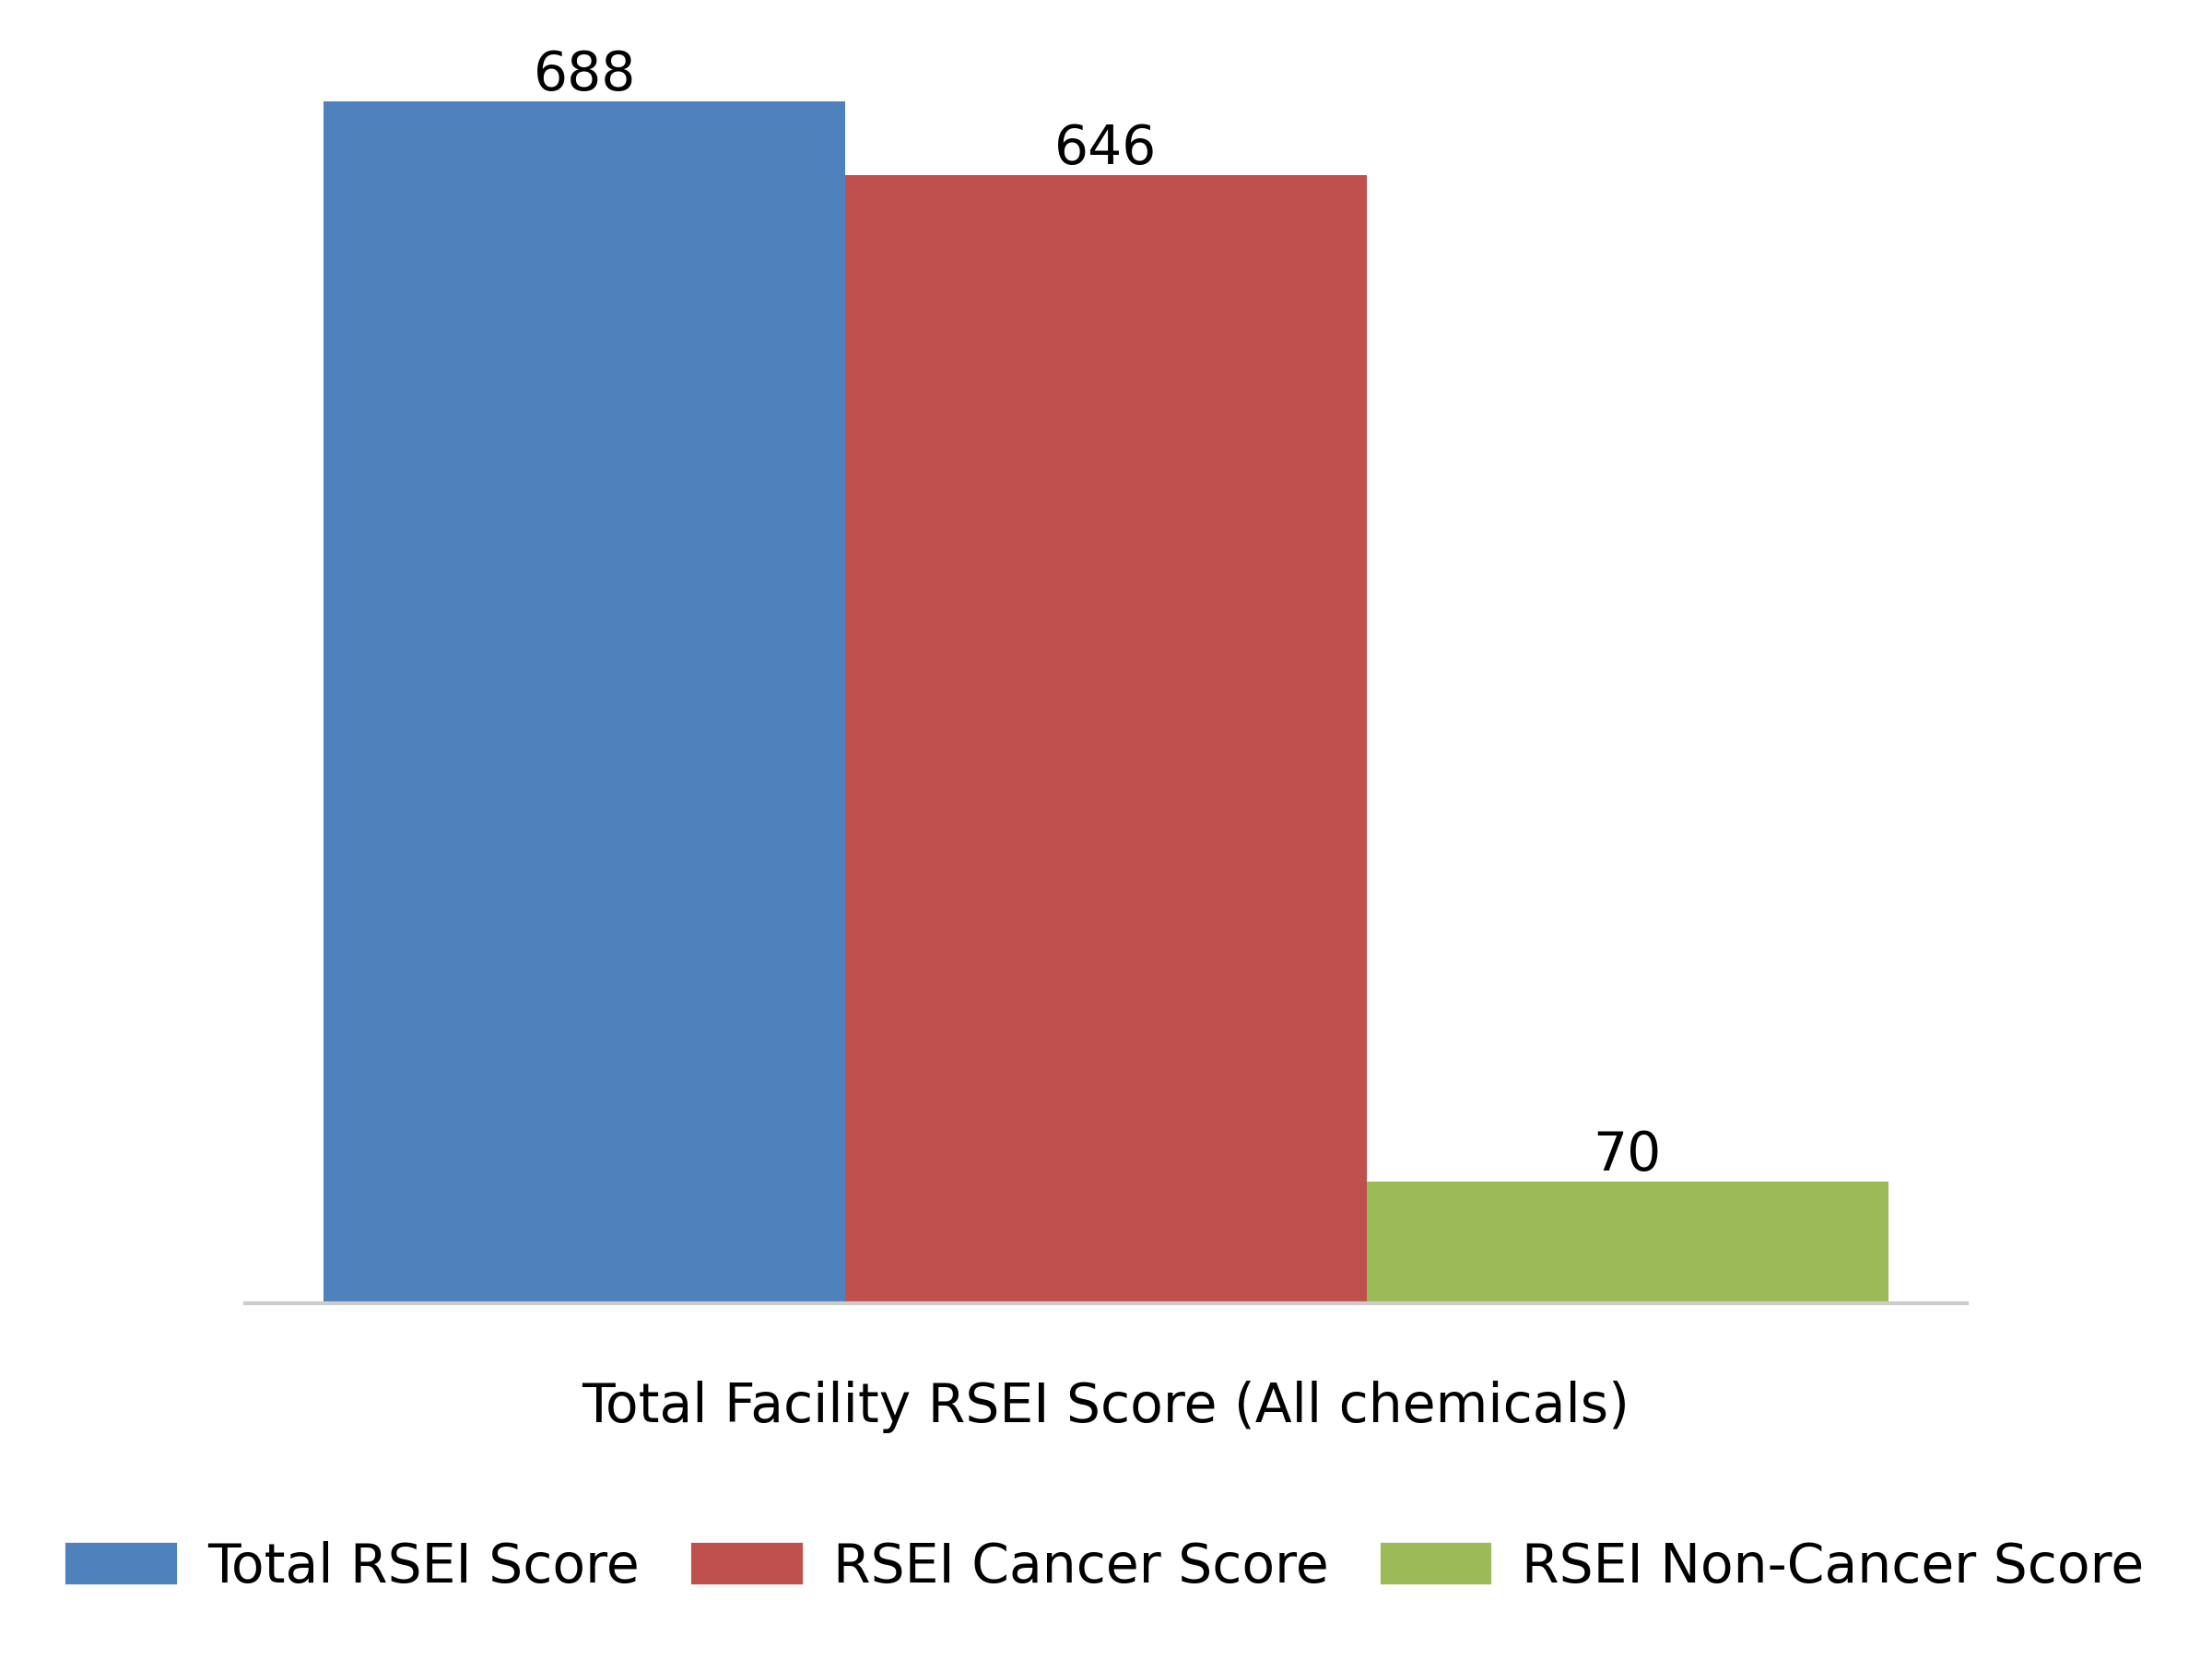 688
646
70
Total Facility RSEI Score (All chemicals)
Total RSEI Score RSEI Cancer Score RSEI Non-Cancer Score